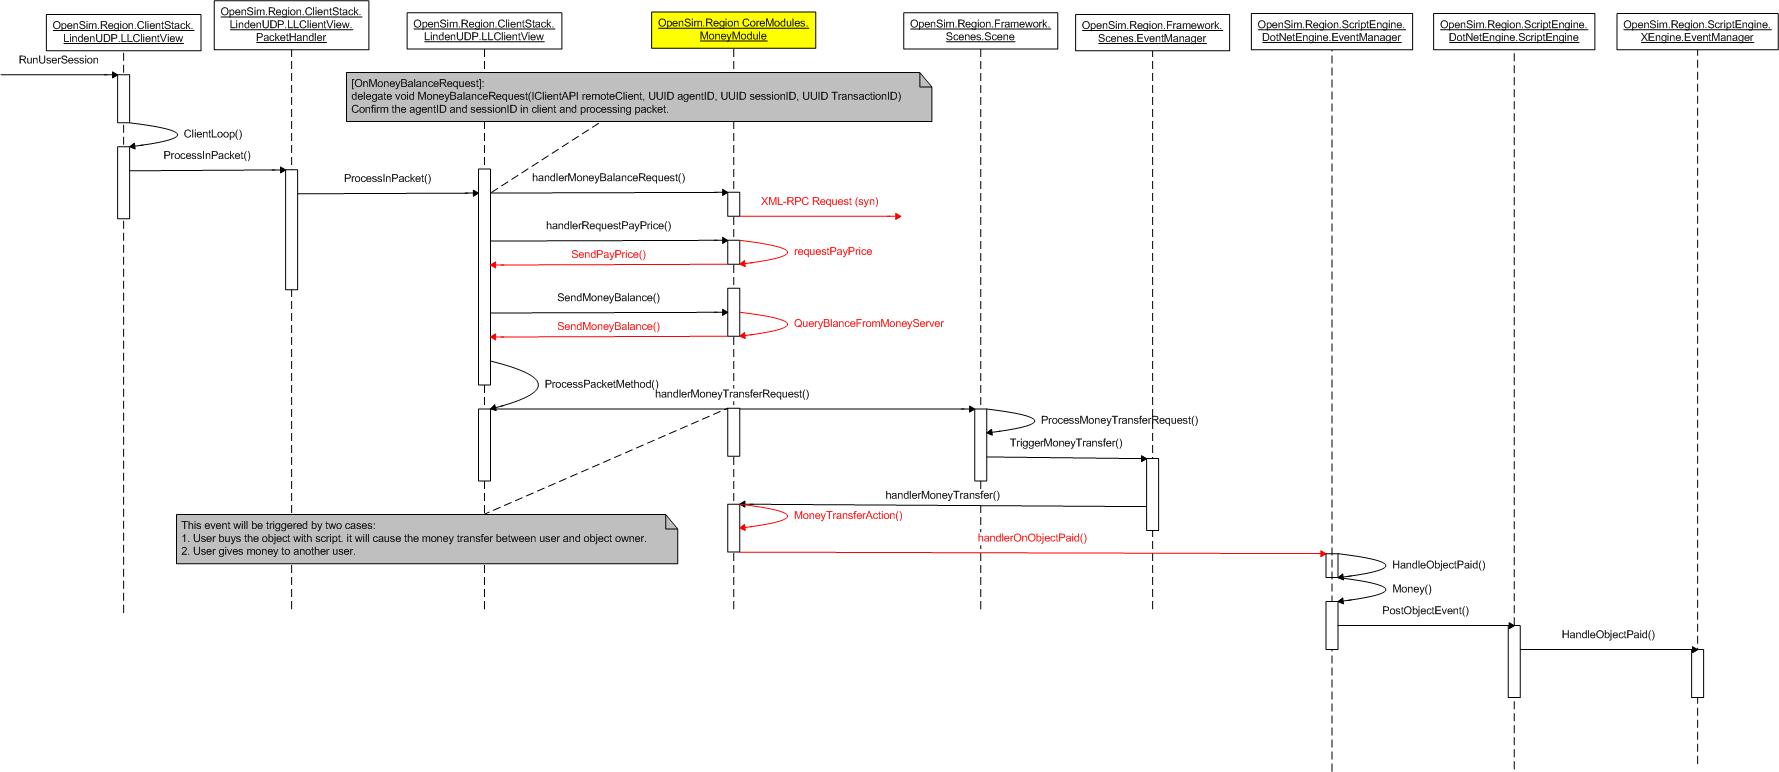 OpenSim.Region.ClientStack.
LindenUDP.LLClientView
OpenSim.Region.ClientStack.
LindenUDP.LLClientView.
PacketHandler
OpenSim.Region.ClientStack.
LindenUDP.LLClientView
OpenSim.Region.CoreModules.
MoneyModule
OpenSim.Region.Framework.
Scenes.Scene
OpenSim.Region.Framework.
Scenes.EventManager
OpenSim.Region.ScriptEngine.
DotNetEngine.EventManager
OpenSim.Region.ScriptEngine.
DotNetEngine.ScriptEngine
OpenSim.Region.ScriptEngine.
XEngine.EventManager
RunUserSession
[OnMoneyBalanceRequest]:
delegate void MoneyBalanceRequest(IClientAPI remoteClient, UUID agentID, UUID sessionID, UUID TransactionID)
Confirm the agentID and sessionID in client and processing packet.
ClientLoop()
ProcessInPacket()
ProcessInPacket()
handlerMoneyBalanceRequest()
XML-RPC Request (syn)
handlerRequestPayPrice()
SendPayPrice()
requestPayPrice
SendMoneyBalance()
SendMoneyBalance()
QueryBlanceFromMoneyServer
ProcessPacketMethod()
handlerMoneyTransferRequest()
ProcessMoneyTransferRequest()
TriggerMoneyTransfer()
handlerMoneyTransfer()
MoneyTransferAction()
This event will be triggered by two cases:
1. User buys the object with script. it will cause the money transfer between user and object owner.
2. User gives money to another user.
handlerOnObjectPaid()
HandleObjectPaid()
Money()
PostObjectEvent()
HandleObjectPaid()